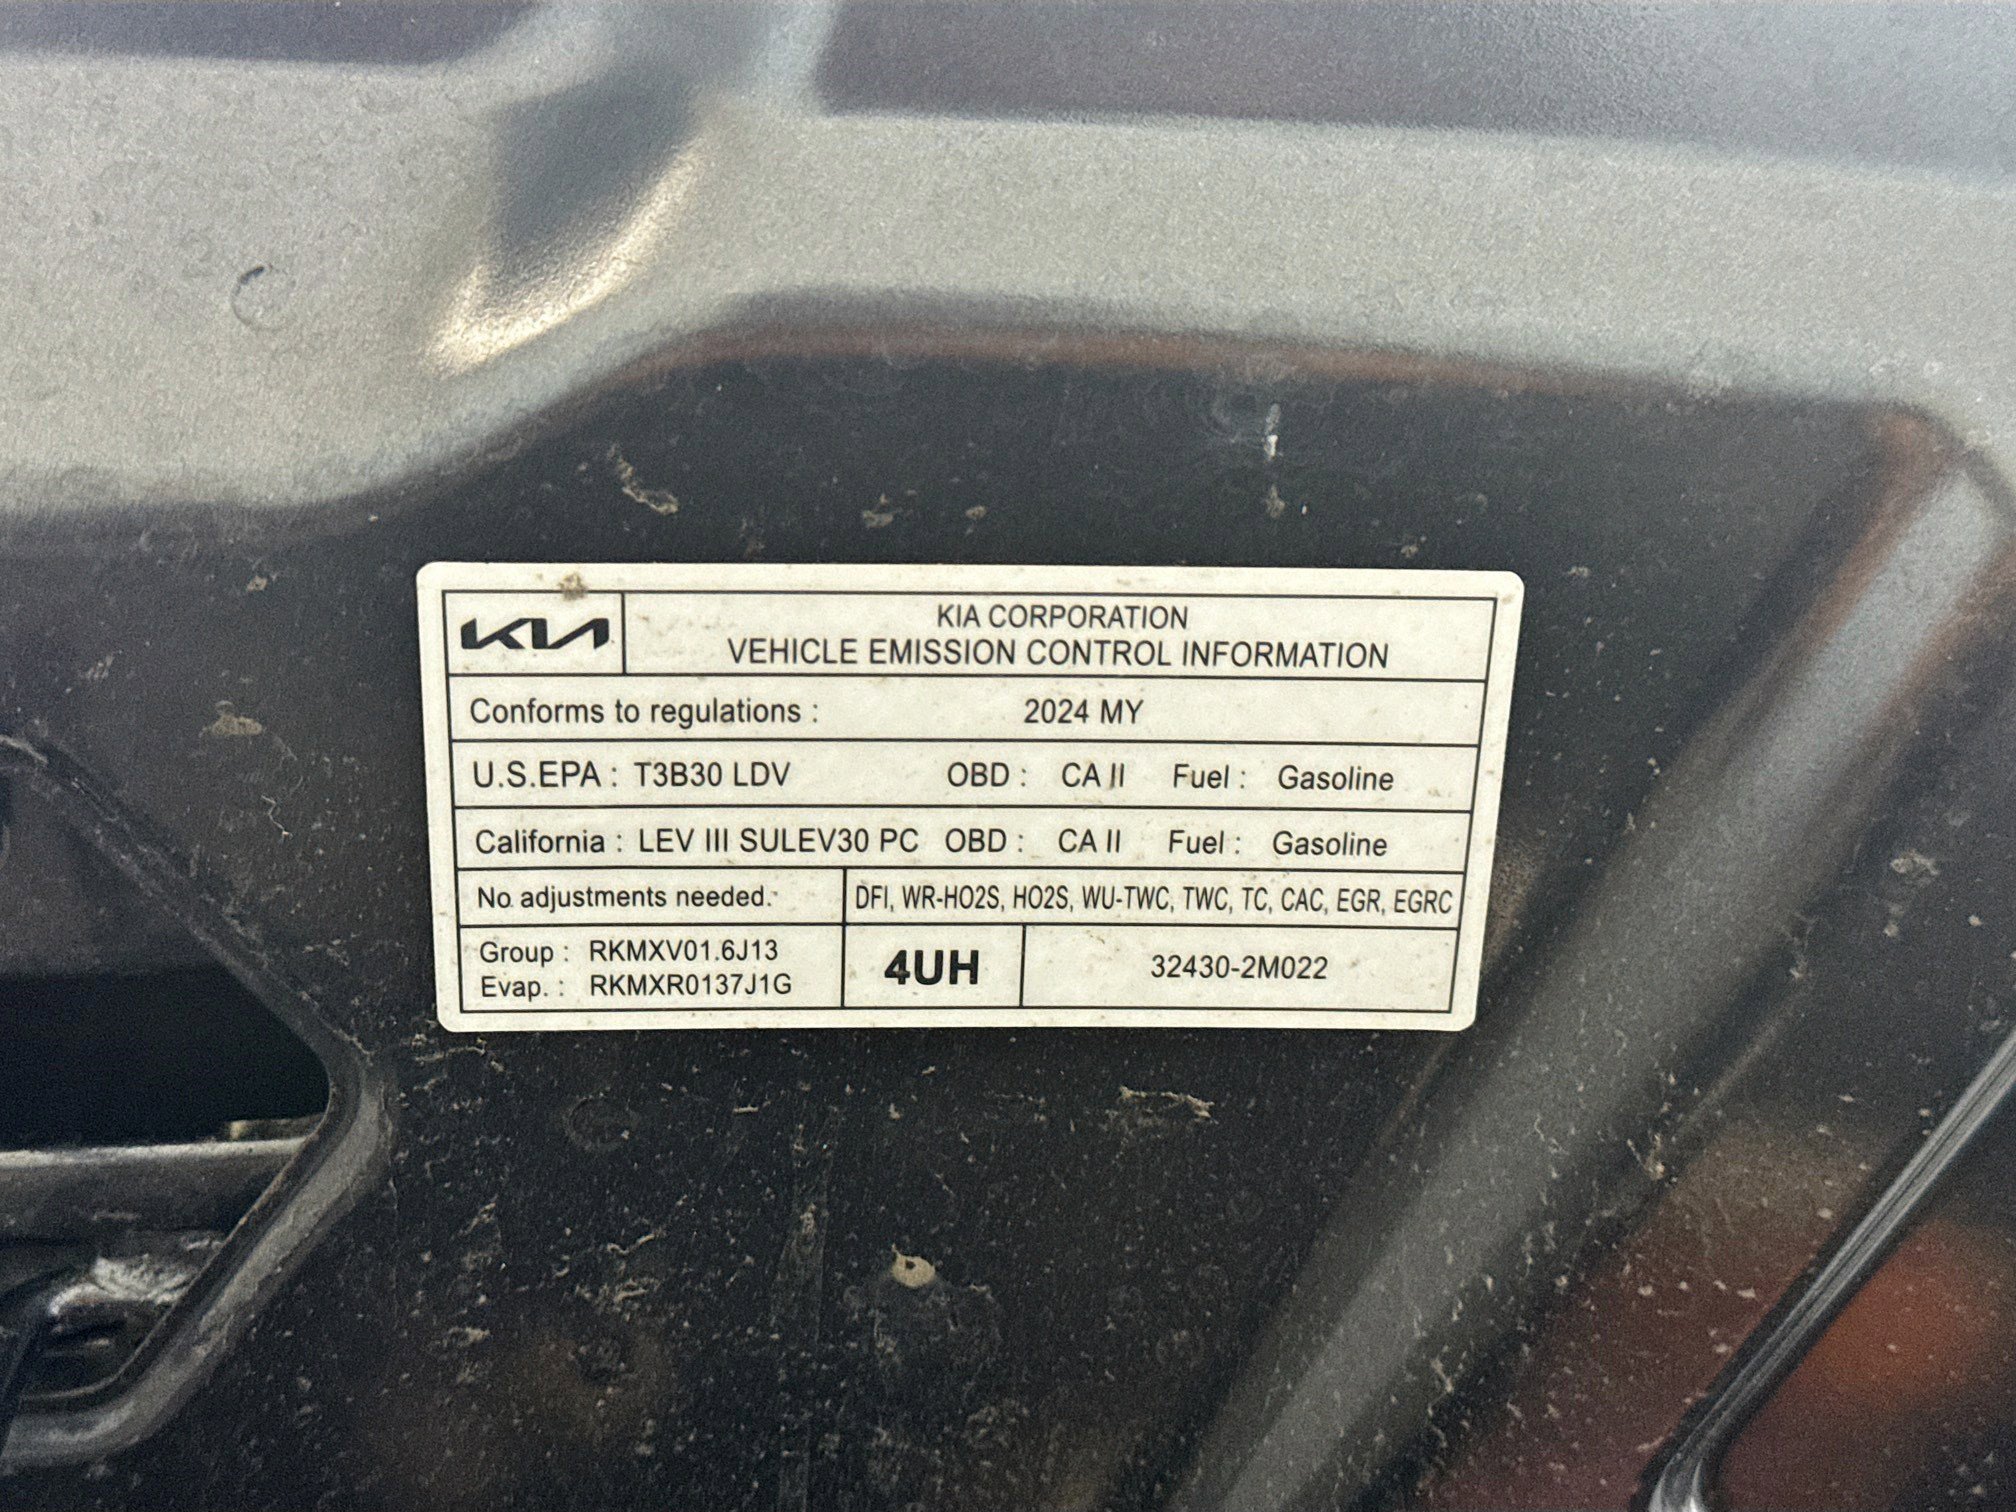 KIA KIA CORPORATION
VEHICLE EMISSION CONTROL INFORMATION
Conforms to regulations : 2024 MY
U.S.EPA : T3B30 LDV OBD : CA II Fuel : Gasoline
California : LEV III SULEV30 PC OBD : CA II Fuel : Gasoline
No adjustments needed. DFI, WR-HO2S, HO2S, WU-TWC, TWC, TC, CAC, EGR, EGRC
Group : RKMXV01.6J13
Evap. : RKMXR0137J1G
4UH 32430-2M022